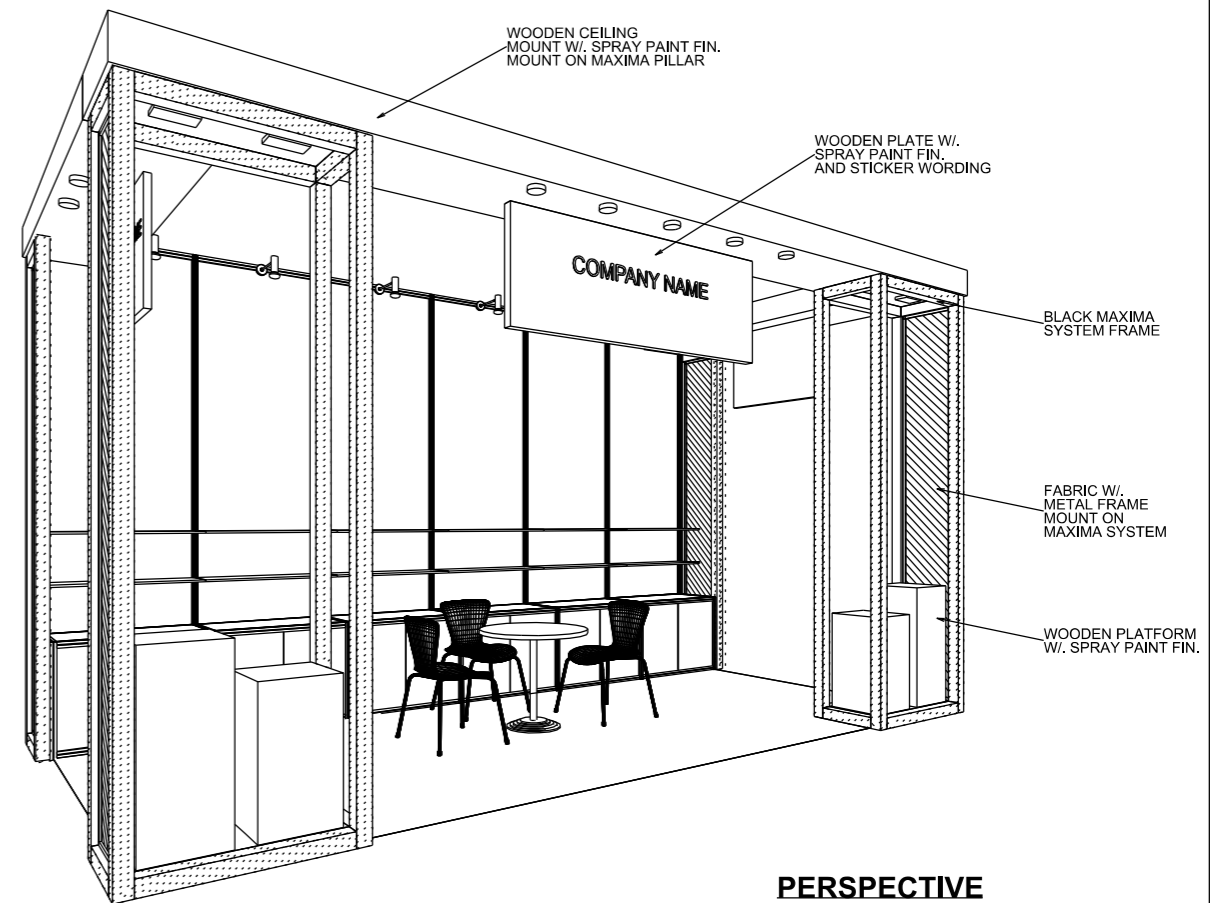 WOODEN CEILING
MOUNT W/. SPRAY PAINT FIN.
MOUNT ON MAXIMA PILLAR
WOODEN PLATE W/.
SPRAY PAINT FIN.
AND STICKER WORDING
COMPANY NAME
BLACK MAXIMA
SYSTEM FRAME
FABRIC W/.
METAL FRAME
MOUNT ON
MAXIMA SYSTEM
WOODEN PLATFORM
W/. SPRAY PAINT FIN.
PERSPECTIVE